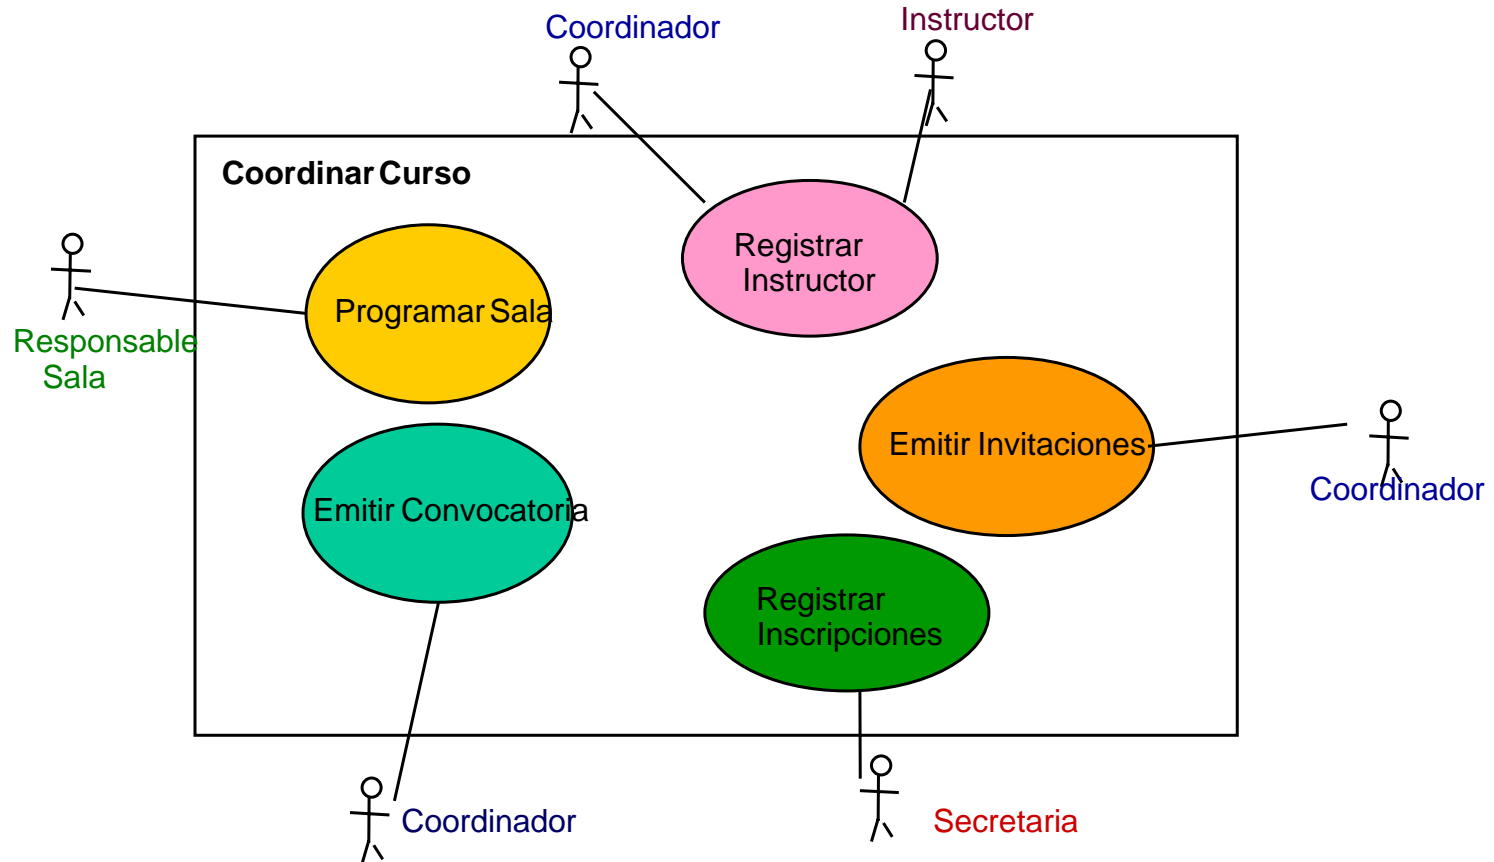 Coordinador
Instructor
Coordinar Curso
Registrar
Instructor
Programar Sala
Responsable
Sala
Emitir Invitaciones
Coordinador
Emitir Convocatoria
Registrar
Inscripciones
Coordinador
Secretaria